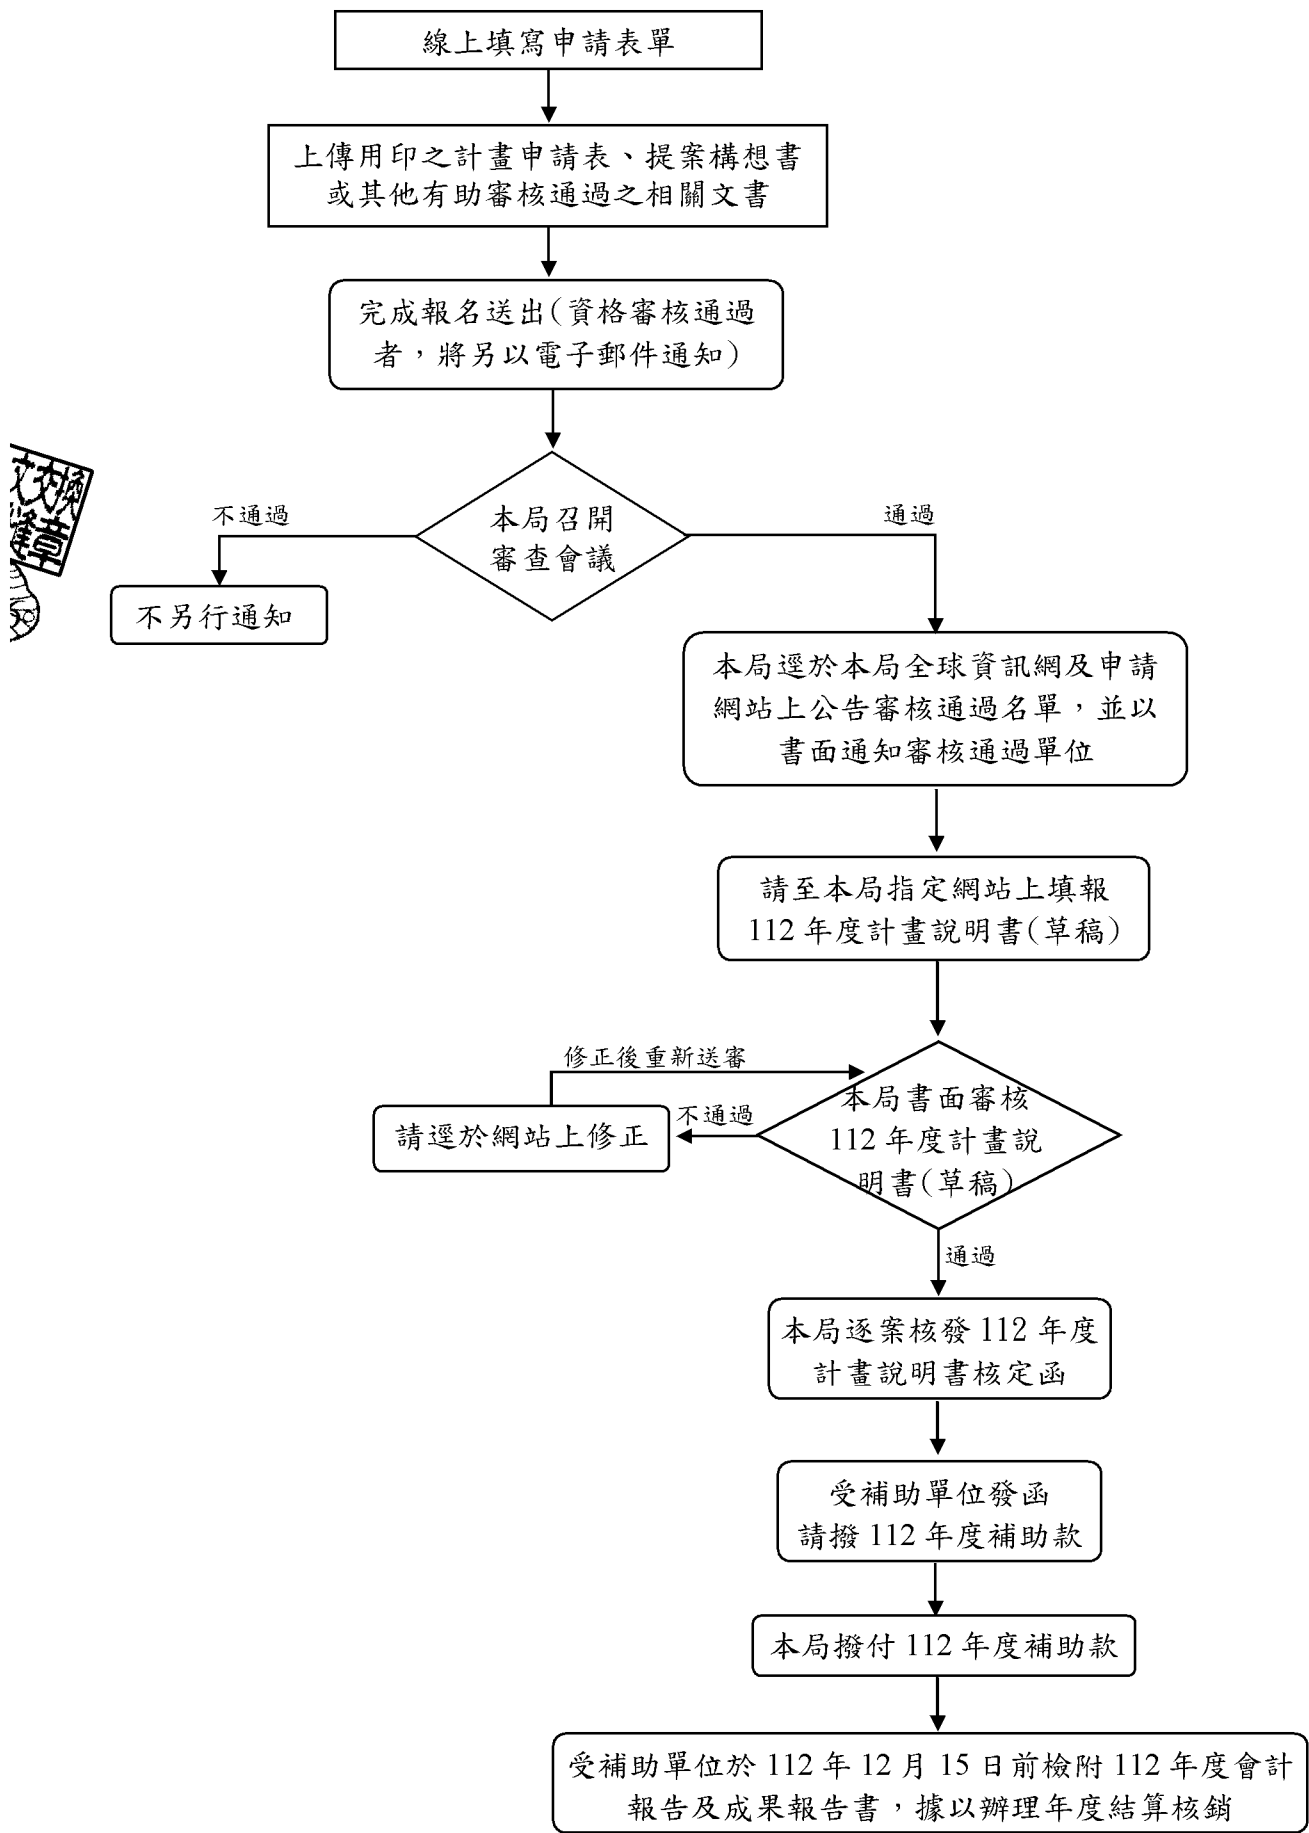 線上填寫申請表單
上傳用印之計畫申請表、提案構想書
或其他有助審核通過之相關文書
完成報名送出(資格審核通過
者，將另以電子郵件通知)
本局召開
審查會議
不通過
通過
不另行通知
文交換
章
本局逕於本局全球資訊網及申請
網站上公告審核通過名單，並以
書面通知審核通過單位
請至本局指定網站上填報
112 年度計畫說明書(草稿)
修正後重新送審
不通過
請逕於網站上修正
本局書面審核
112 年度計畫說
明書(草稿)
通過
本局逐案核發 112 年度
計畫說明書核定函
受補助單位發函
請撥 112 年度補助款
本局撥付 112 年度補助款
受補助單位於 112 年 12 月 15 日前檢附 112 年度會計
報告及成果報告書，據以辦理年度結算核銷